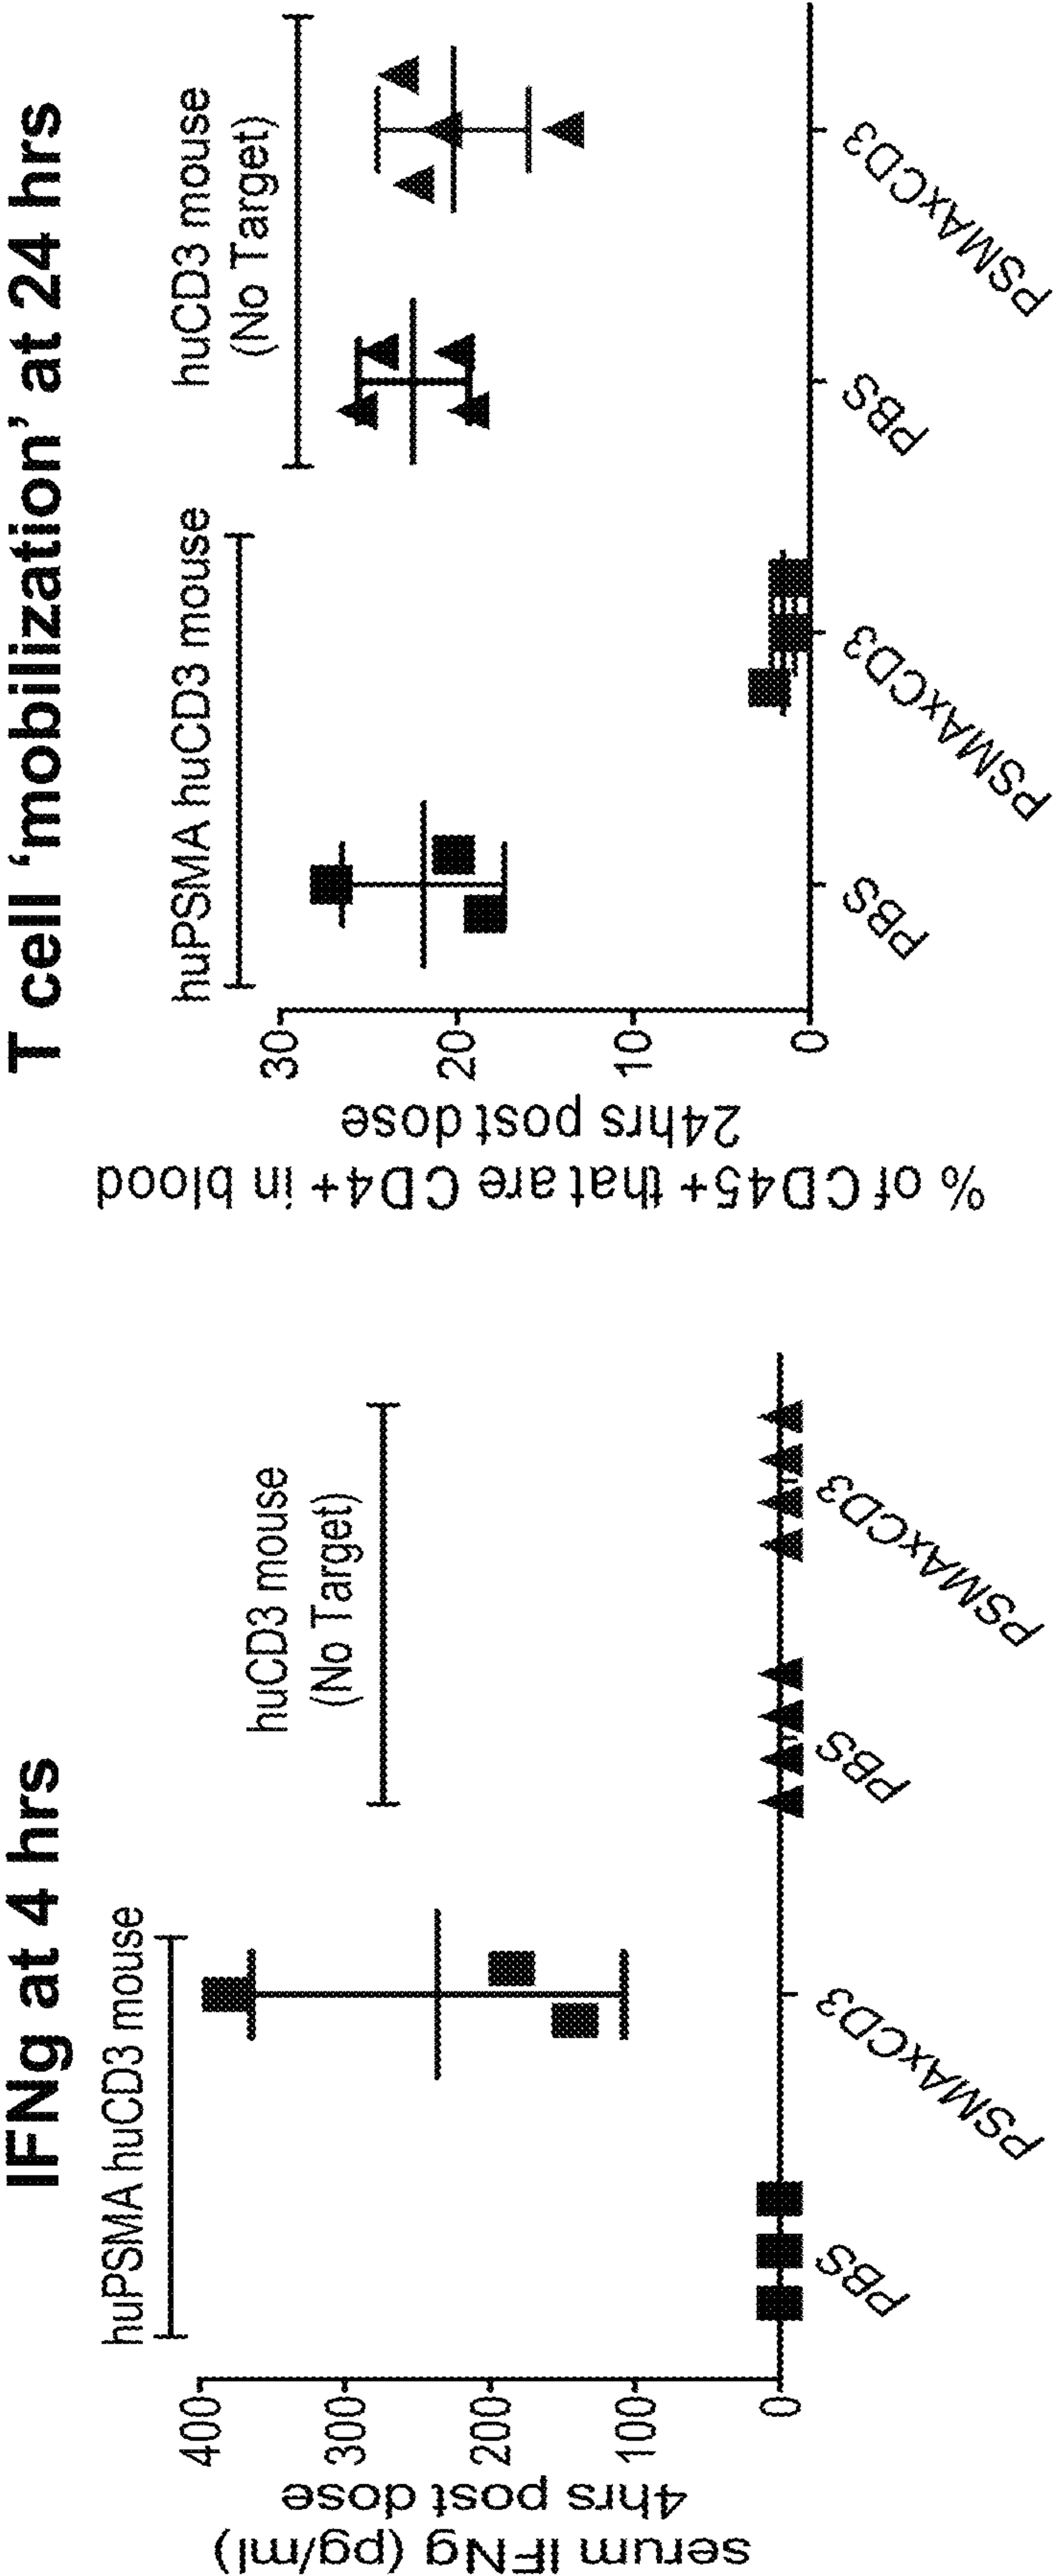 IFNg at 4 hrs
huPSMA huCD3 mouse
huCD3 mouse
(No Target)
serum IFNg (pg/ml)
4hrs post dose
400
300
200
100
0
PBS
PSMAxCD3
PBS
PSMAxCD3
T cell ‘mobilization’ at 24 hrs
huPSMA huCD3 mouse
huCD3 mouse
(No Target)
% of CD45+ that are CD4+ in blood
24hrs post dose
30
20
10
0
PBS
PSMAxCD3
PBS
PSMAxCD3